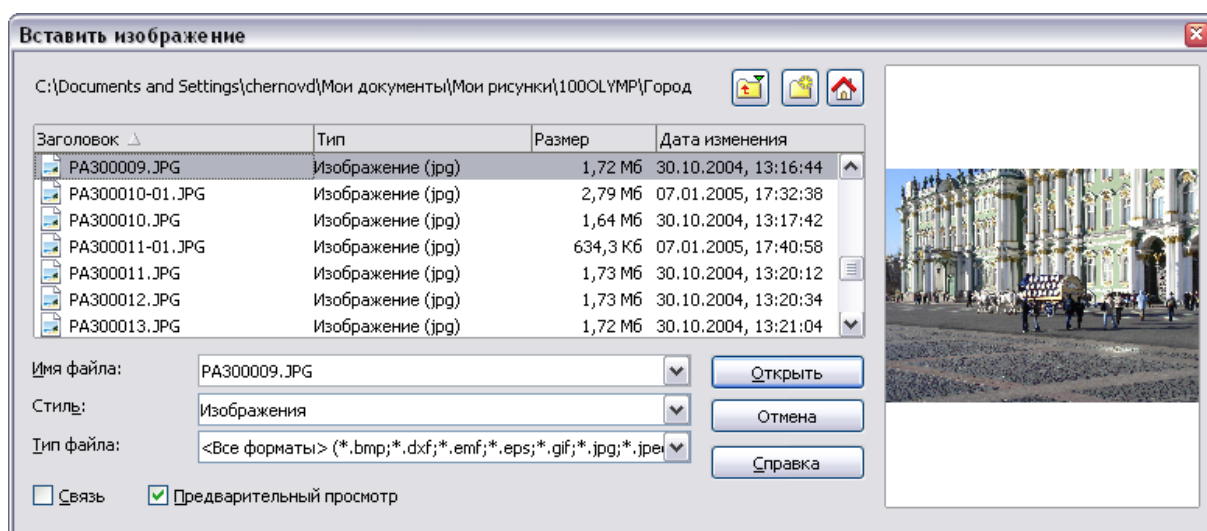 Вставить изображение
C:\Documents and Settings\chernovd\Мои документы\Мои рисунки\100OLYMP\Город
Заголовок Тип Размер Дата изменения
PA300009.JPG Изображение (jpg) 1,72 Мб 30.10.2004, 13:16:44
PA300010-01.JPG Изображение (jpg) 2,79 Мб 07.01.2005, 17:32:38
PA300010.JPG Изображение (jpg) 1,64 Мб 30.10.2004, 13:17:42
PA300011-01.JPG Изображение (jpg) 634,3 Кб 07.01.2005, 17:40:58
PA300011.JPG Изображение (jpg) 1,73 Мб 30.10.2004, 13:20:12
PA300012.JPG Изображение (jpg) 1,73 Мб 30.10.2004, 13:20:34
PA300013.JPG Изображение (jpg) 1,72 Мб 30.10.2004, 13:21:04
Имя файла: PA300009.JPG Открыть
Стиль: Изображения Отмена
Тип файла: <Все форматы> (*.bmp;*.dxf;*.emf;*.eps;*.gif;*.jpg;*.jpe Справка
Связь Предварительный просмотр